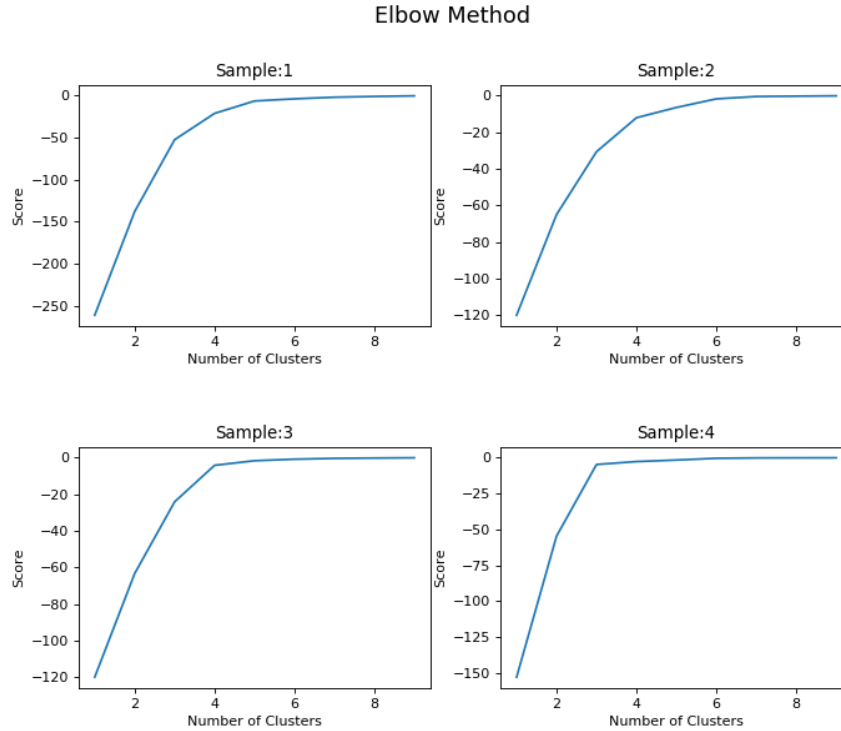 Elbow Method
Sample:1
0
−50
−100
−150
−200
−250
Score
2 4 6 8
Number of Clusters
Sample:2
0
−20
−40
−60
−80
−100
−120
Score
2 4 6 8
Number of Clusters
Sample:3
0
−20
−40
−60
−80
−100
−120
Score
2 4 6 8
Number of Clusters
Sample:4
0
−25
−50
−75
−100
−125
−150
Score
2 4 6 8
Number of Clusters